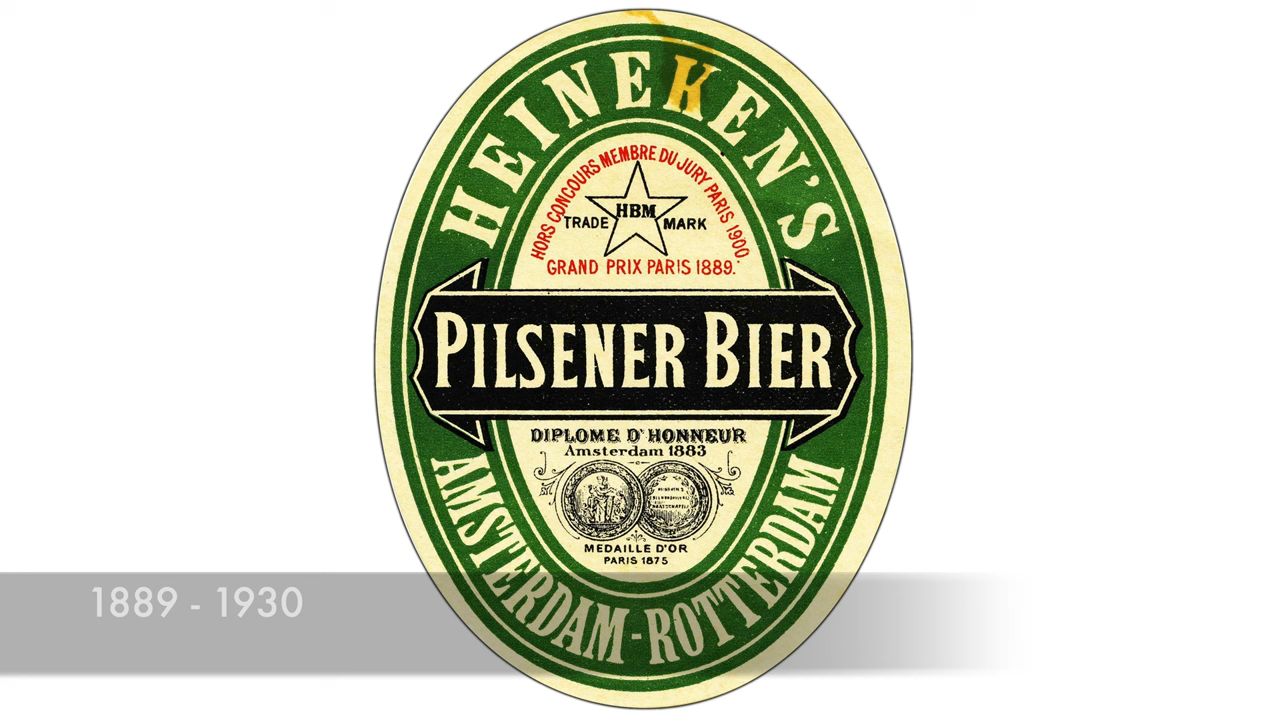 HEINEKEN'S
HORS CONCOURS MEMBRE DU JURY PARIS 1900.
TRADE HBM MARK
GRAND PRIX PARIS 1889.
PILSENER BIER
DIPLOME D'HONNEUR
Amsterdam 1883
MEDAILLE D'OR
PARIS 1875
AMSTERDAM-ROTTERDAM
1889 - 1930